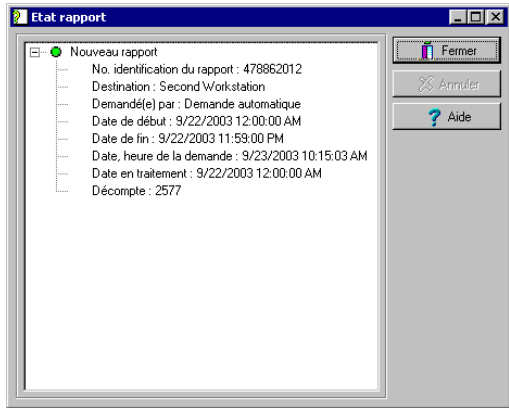 Etat rapport
Nouveau rapport
No. identification du rapport : 478862012
Destination : Second Workstation
Demandé(e) par : Demande automatique
Date de début : 9/22/2003 12:00:00 AM
Date de fin : 9/22/2003 11:59:00 PM
Date, heure de la demande : 9/23/2003 10:15:03 AM
Date en traitement : 9/22/2003 12:00:00 AM
Décompte : 2577
Fermer
Annuler
Aide